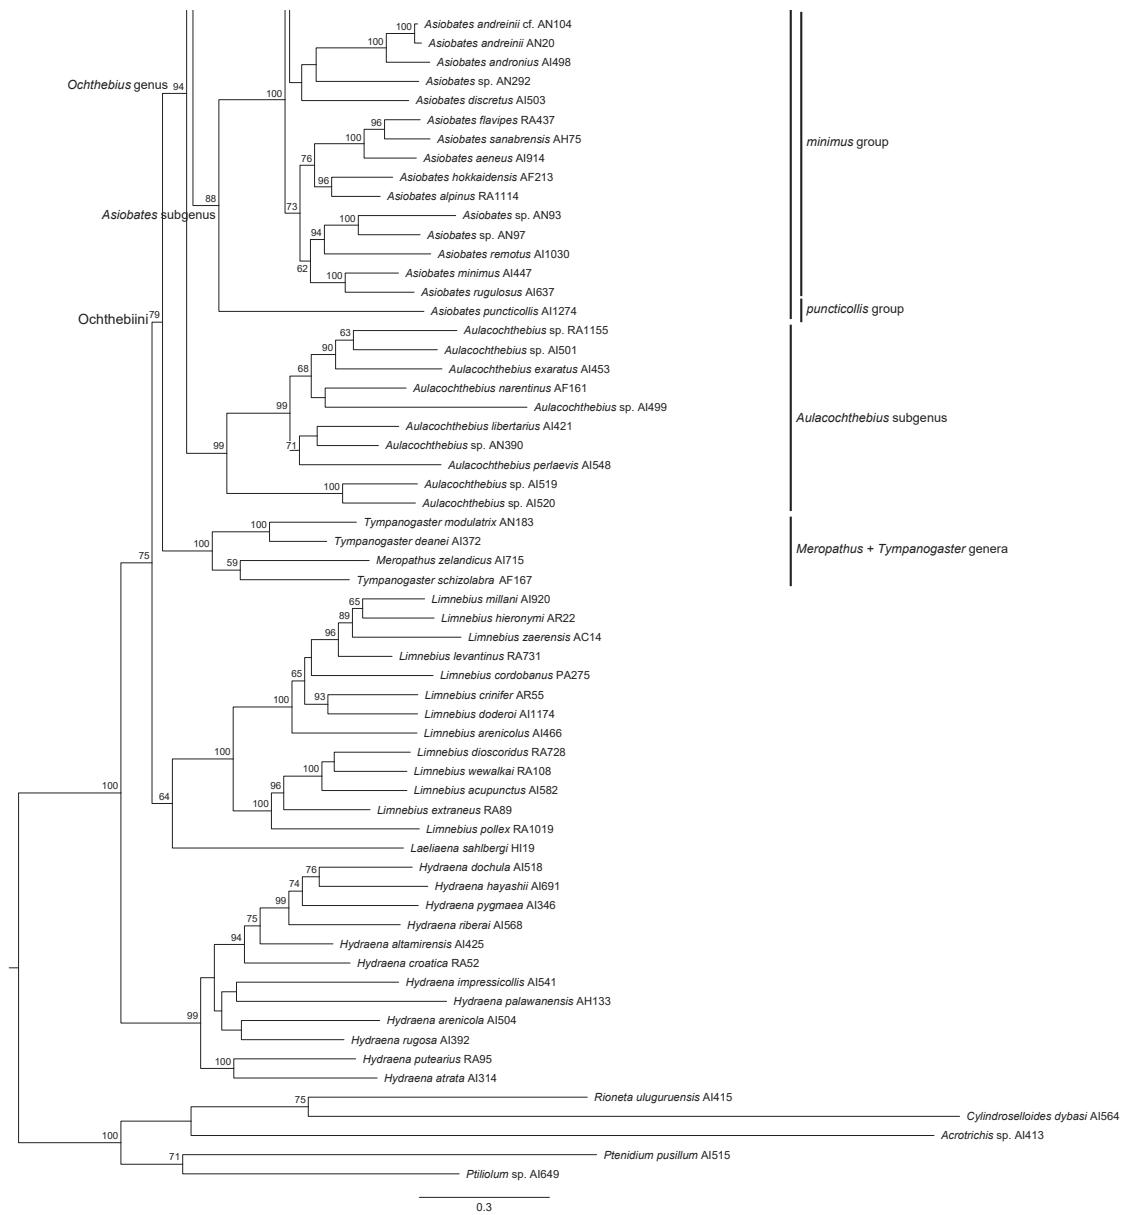 Asiobates andreinii cf. AN104
100
Asiobates andreinii AN20
100
Asiobates andronius AI498
Asiobates sp. AN292
Ochthebius genus 94
100
Asiobates discretus AI503
Asiobates flavipes RA437
96
Asiobates sanabrensis AH75
100
minimus group
Asiobates aeneus AI914
76
Asiobates hokkaidensis AF213
96
Asiobates alpinus RA1114
88
73
Asiobates subgenus
Asiobates sp. AN93
100
Asiobates sp. AN97
94
Asiobates remotus AI1030
62
Asiobates minimus AI447
100
Asiobates rugulosus AI637
Asiobates puncticollis AI1274
puncticollis group
Ochthebiini 79
Aulacochthebius sp. RA1155
63
Aulacochthebius sp. AI501
90
Aulacochthebius exaratus AI453
68
Aulacochthebius narentinus AF161
Aulacochthebius sp. AI499
99
Aulacochthebius subgenus
Aulacochthebius libertarius AI421
Aulacochthebius sp. AN390
71
99
Aulacochthebius perlaevis AI548
Aulacochthebius sp. AI519
100
Aulacochthebius sp. AI520
Tympanogaster modulatrix AN183
100
Tympanogaster deanei AI372
100
Meropathus + Tympanogaster genera
75
Meropathus zelandicus AI715
59
Tympanogaster schizolabra AF167
Limnebius millani AI920
65
Limnebius hieronymi AR22
89
Limnebius zaerensis AC14
96
Limnebius levantinus RA731
Limnebius cordobanus PA275
65
Limnebius crinifer AR55
93
100
Limnebius doderoi AI1174
Limnebius arenicolus AI466
100
Limnebius dioscoridus RA728
100
Limnebius wewalkai RA108
100
96
Limnebius acupunctus AI582
64
100
Limnebius extraneus RA89
Limnebius pollex RA1019
Laeliaena sahlbergi HI19
Hydraena dochula AI518
76
Hydraena hayashii AI691
74
Hydraena pygmaea AI346
99
75
Hydraena riberai AI568
94
Hydraena altamirensis AI425
Hydraena croatica RA52
Hydraena impressicollis AI541
Hydraena palawanensis AH133
99
Hydraena arenicola AI504
Hydraena rugosa AI392
Hydraena putearius RA95
100
Hydraena atrata AI314
Rioneta uluguruensis AI415
75
Cylindroselloides dybasi AI564
100
Acrotrichis sp. AI413
Ptenidium pusillum AI515
71
Ptiliolum sp. AI649
0.3